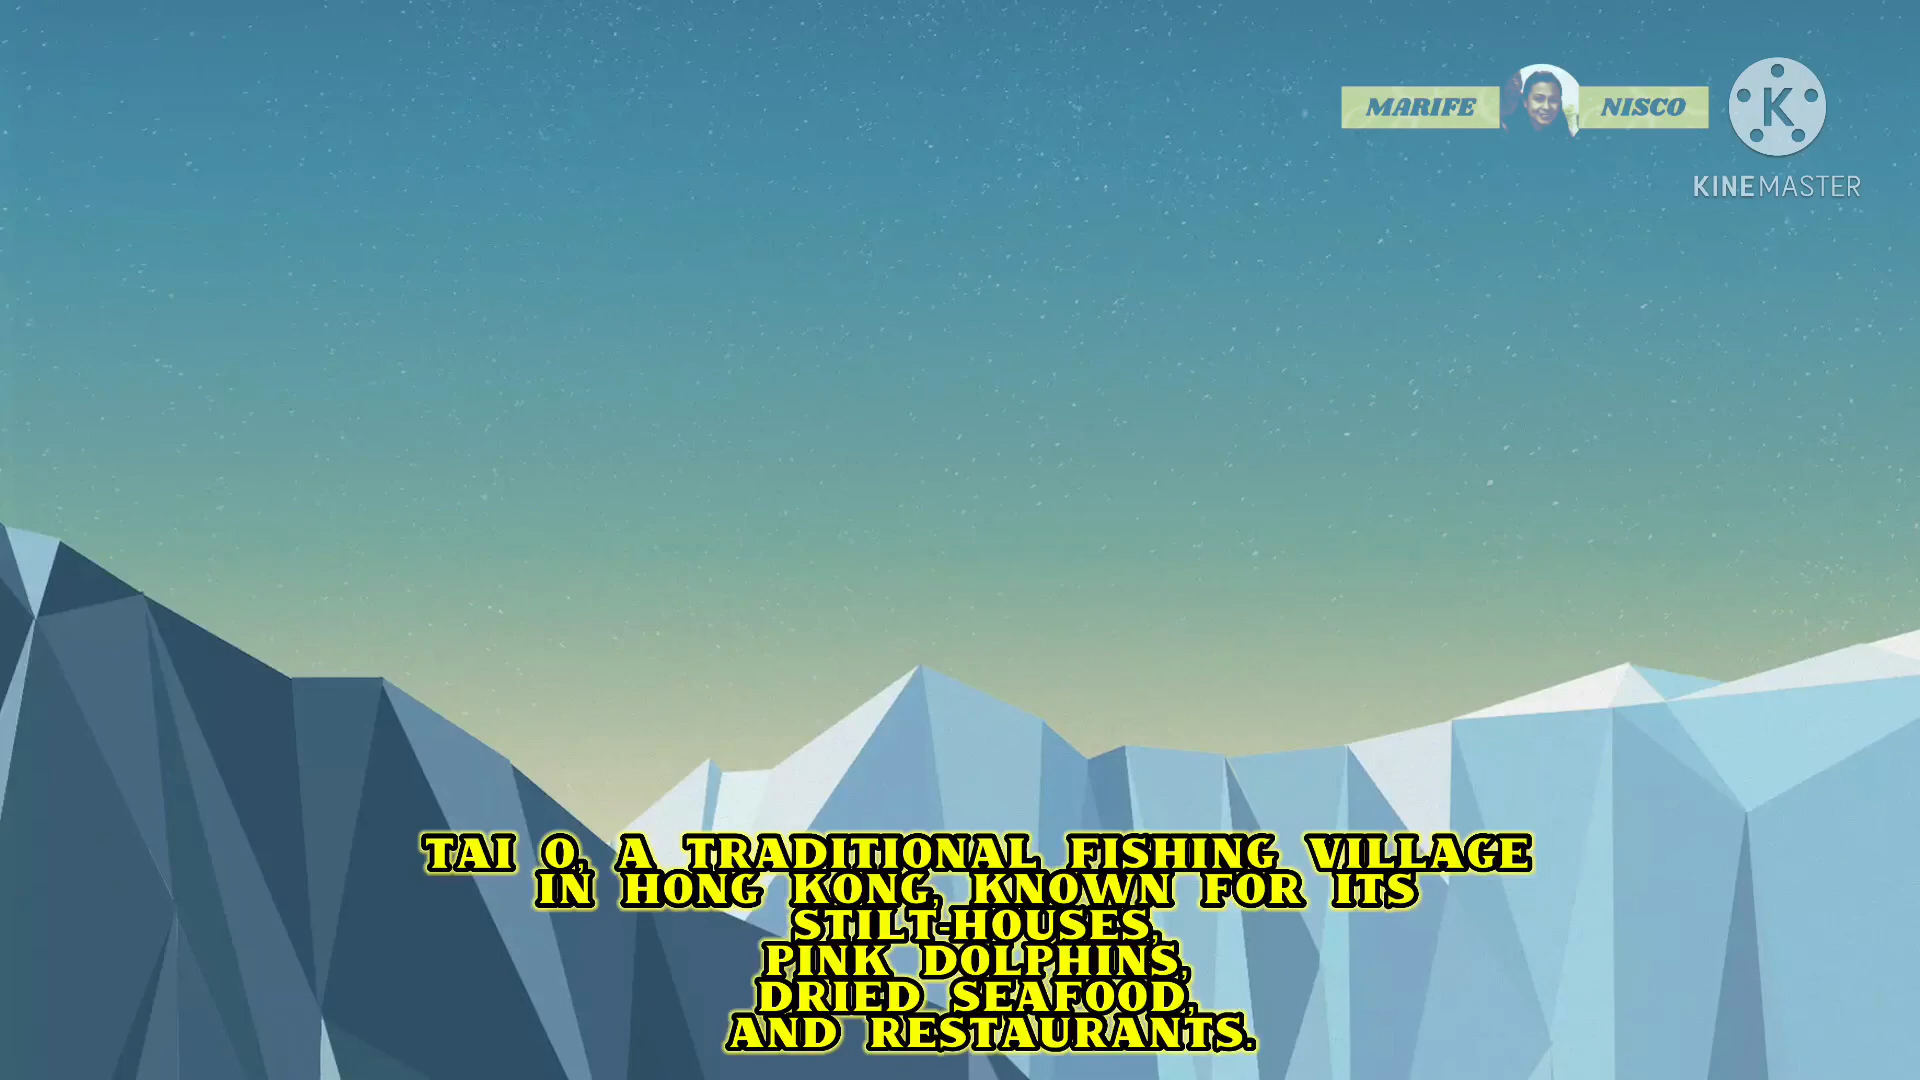 MARIFE NISCO
K
KINEMASTER
TAI O, A TRADITIONAL FISHING VILLAGE
IN HONG KONG, KNOWN FOR ITS
STILT-HOUSES,
PINK DOLPHINS,
DRIED SEAFOOD,
AND RESTAURANTS.